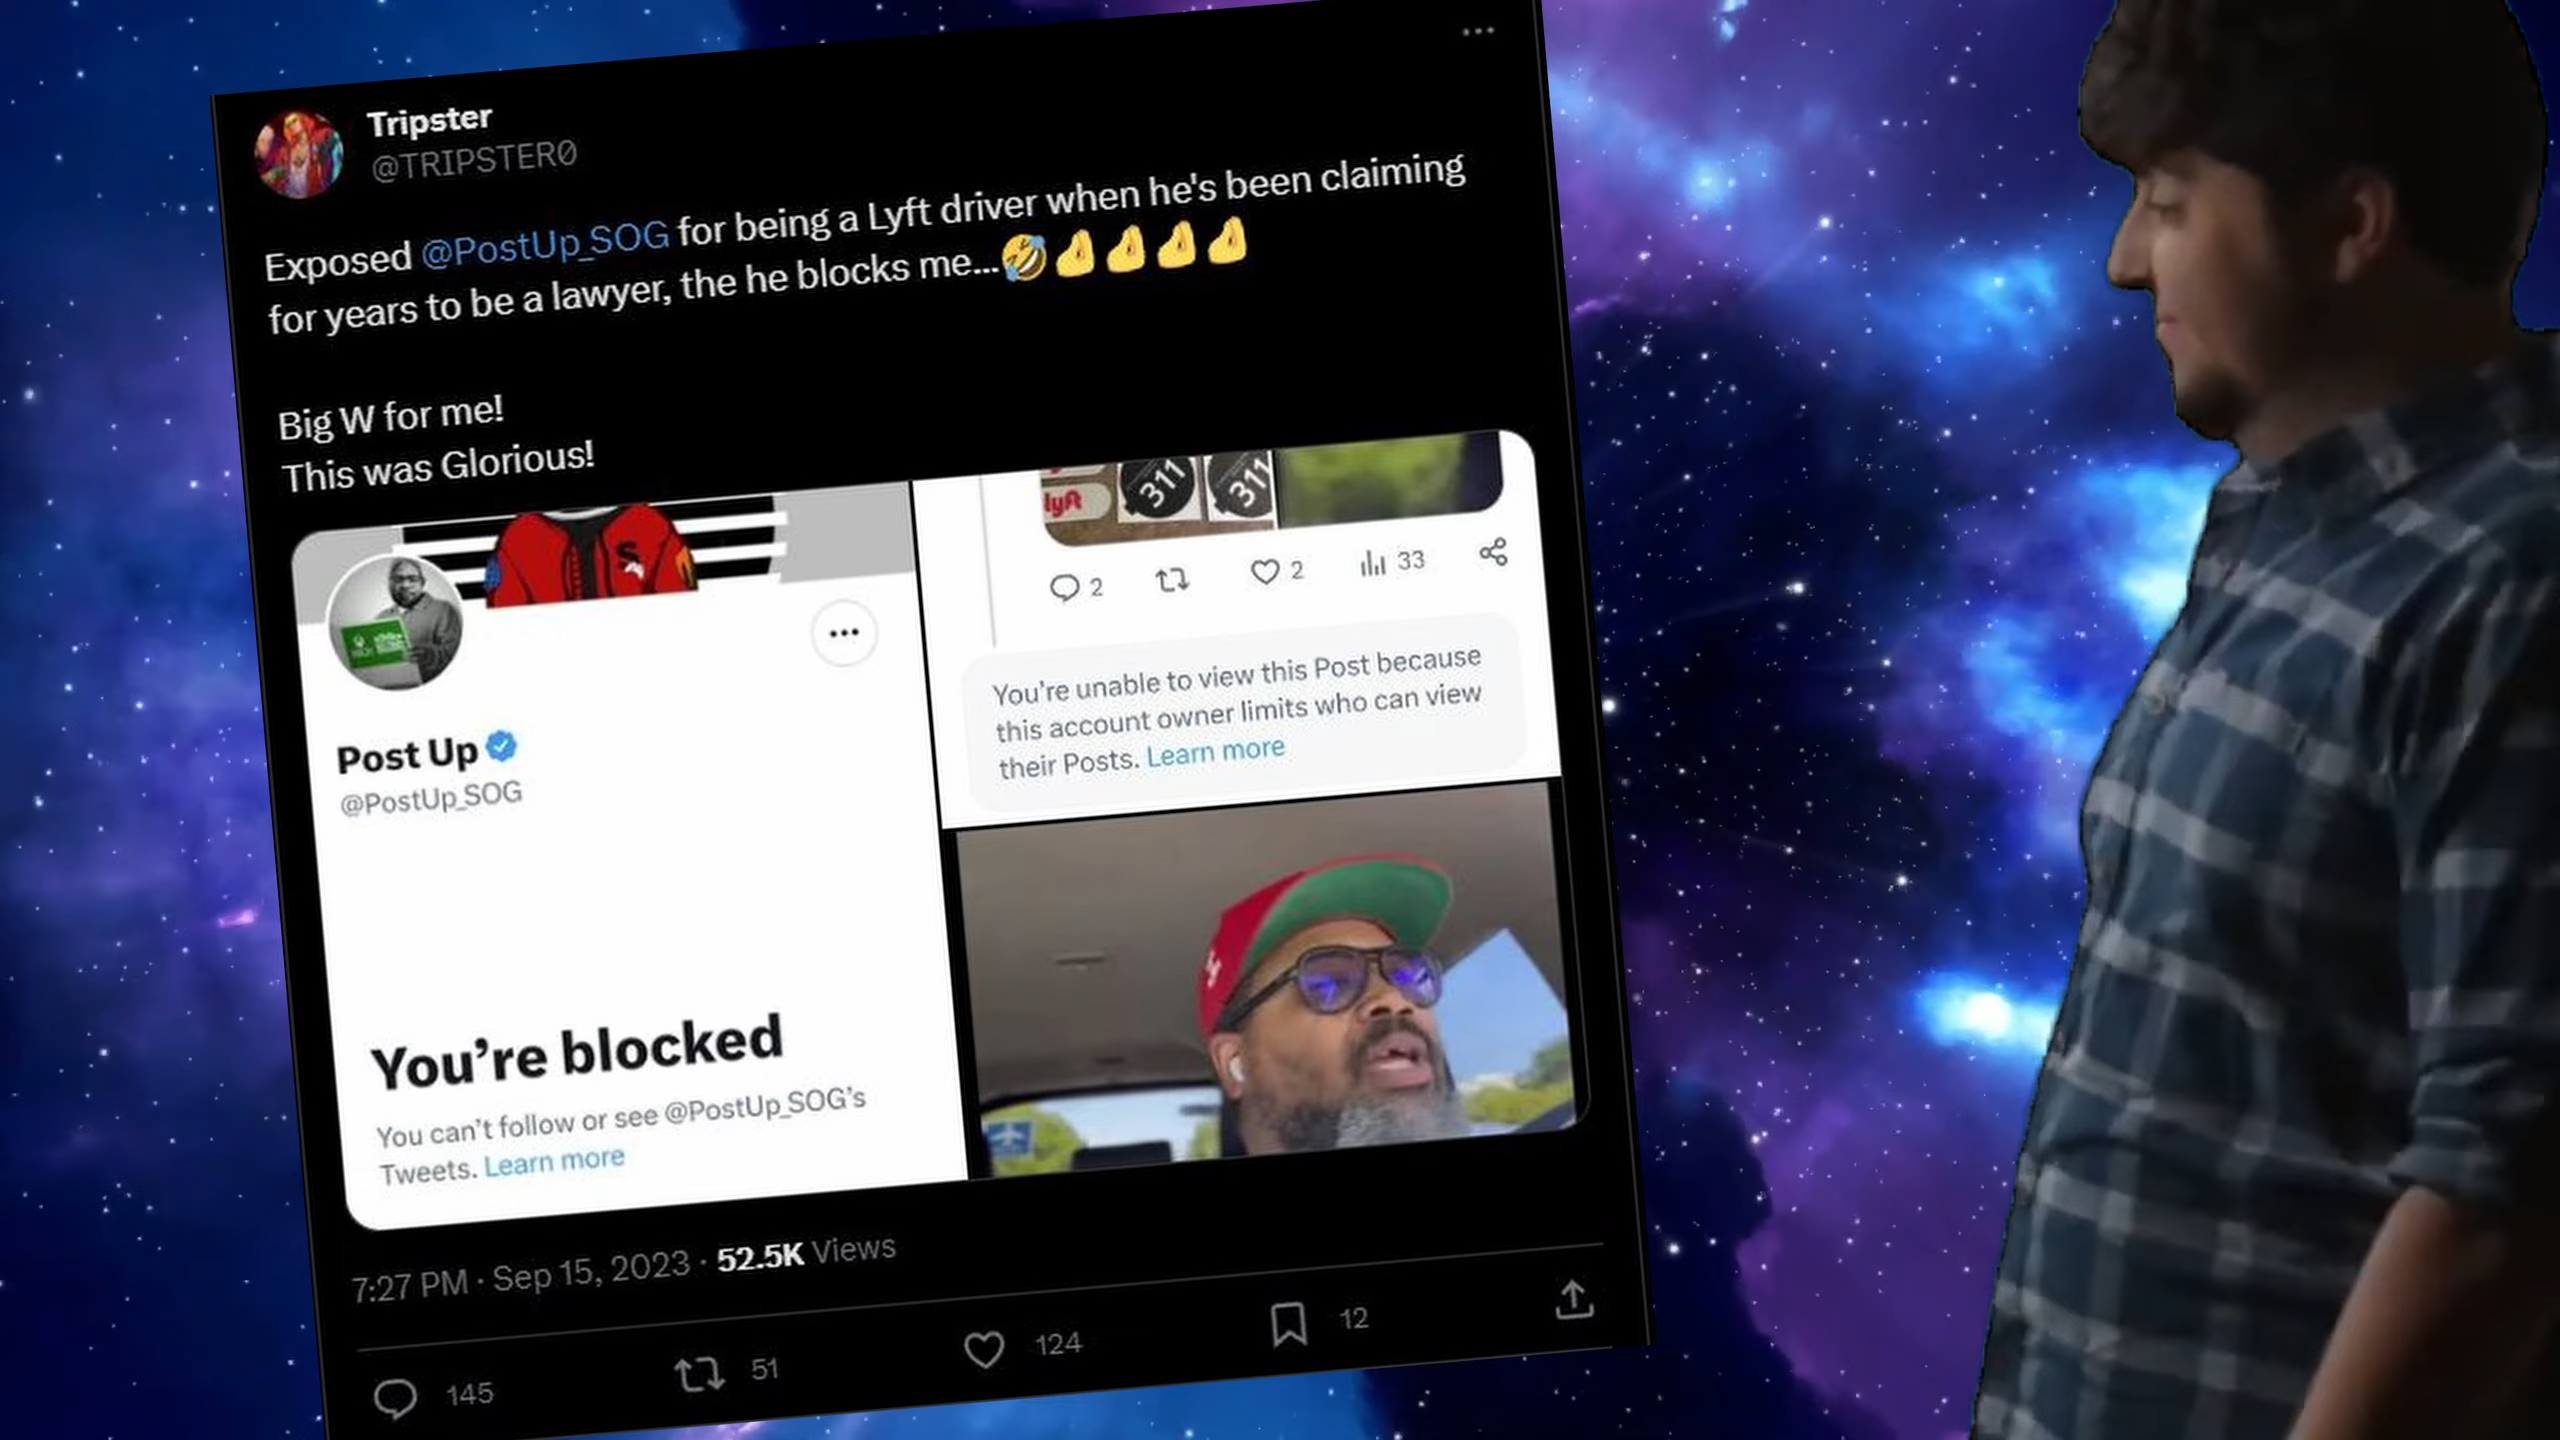 Tripster
@TRIPSTER0
Exposed @PostUp_SOG for being a Lyft driver when he's been claiming
for years to be a lawyer, the he blocks me...🤣🤌🤌🤌🤌
Big W for me!
This was Glorious!
S
Post Up
@PostUp_SOG
You're blocked
You can't follow or see @PostUp_SOG's
Tweets. Learn more
lyft
311
311
2
2
33
You're unable to view this Post because
this account owner limits who can view
their Posts. Learn more
7:27 PM · Sep 15, 2023 · 52.5K Views
145
51
124
12